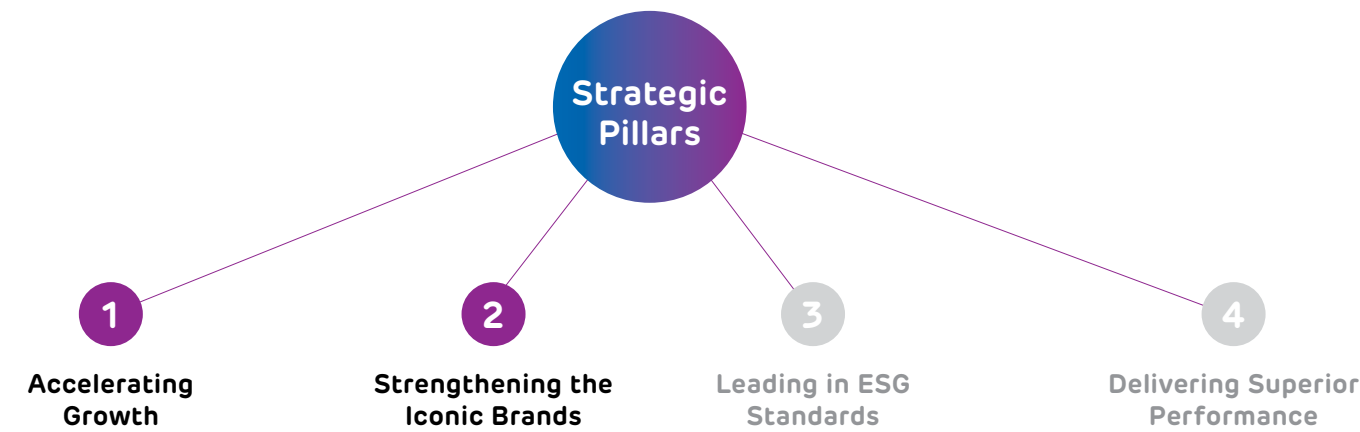 Strategic
Pillars
1
2
3
4
Accelerating
Growth
Strengthening the
Iconic Brands
Leading in ESG
Standards
Delivering Superior
Performance